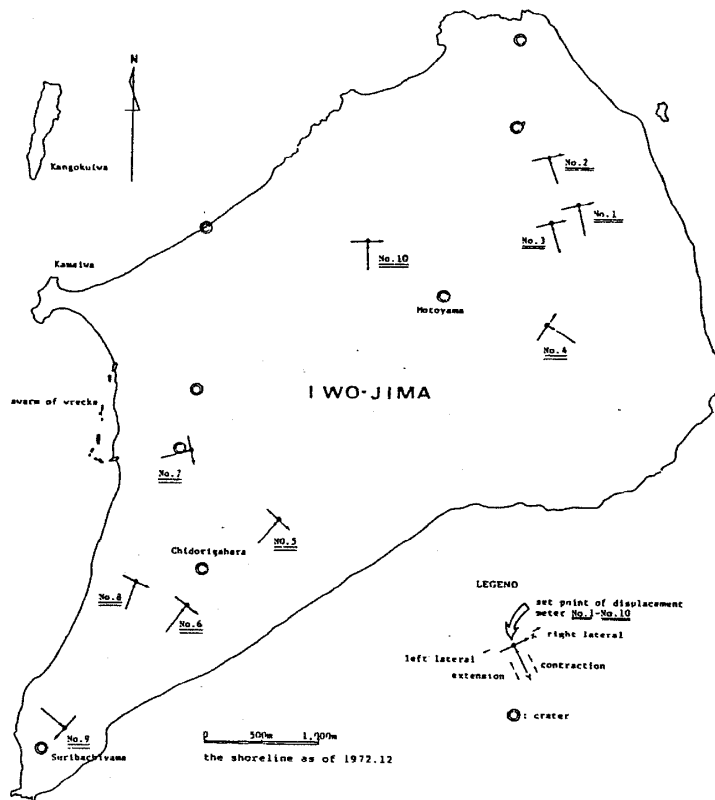 N
Kangokuiwa
No.2
No.1
No.3
No.10
Kamaiwa
Motoyama
No.4
IWO-JIMA
swarm of wrecks
No.7
No.5
Chidorigahara
No.8
No.6
LEGEND
set point of displacement
meter No.1-No.10
right lateral
left lateral
contraction
extension
: crater
No.9
Suribachiyama
0 500m 1,000m
the shoreline as of 1972.12